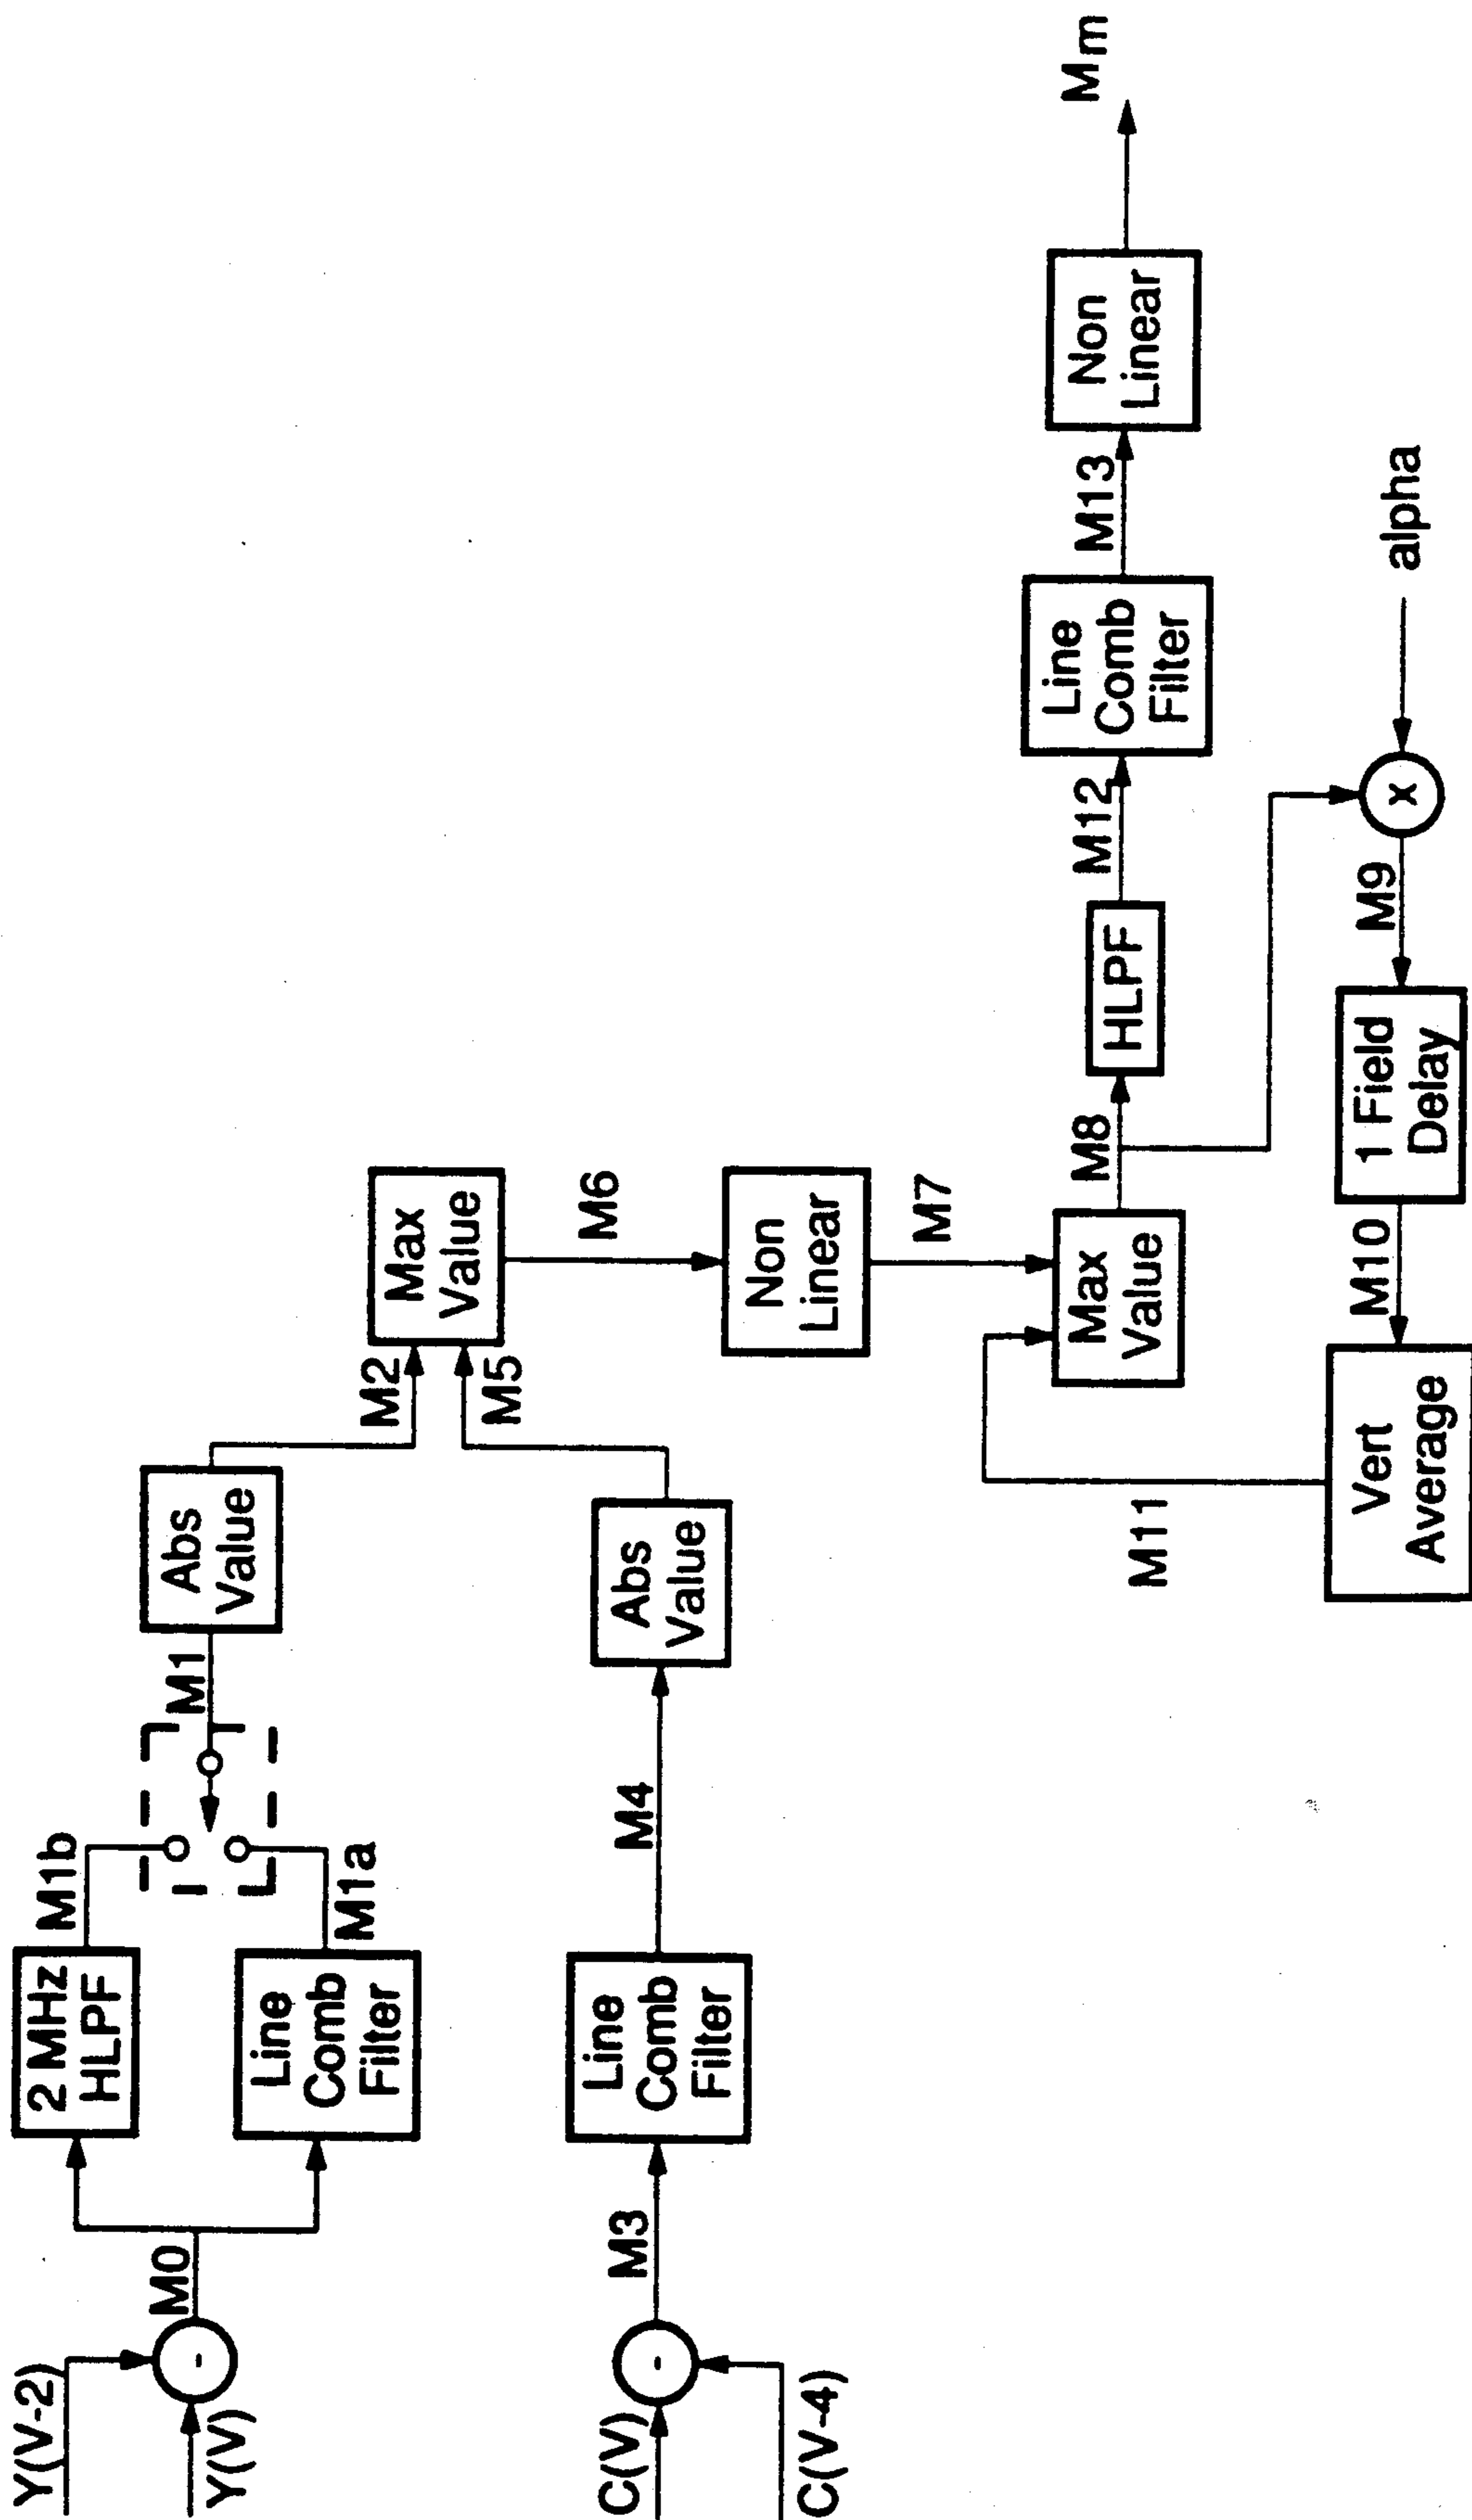 Y(V-2)
Y(V)
-
M0
2 MHz
HLPF
M1b
Line
Comb
Filter
M1a
M1
Abs
Value
M2
C(V)
C(V-4)
-
M3
Line
Comb
Filter
M4
Abs
Value
M5
Max
Value
M6
Non
Linear
M7
Max
Value
M8
HLPF
M12
Line
Comb
Filter
M13
Non
Linear
Mm
alpha
x
M9
1 Field
Delay
M10
Vert
Average
M11